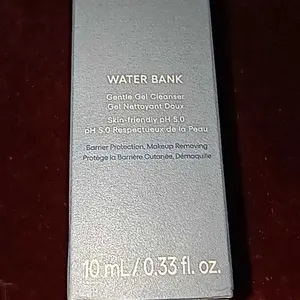 WATER BANK
Gentle Gel Cleanser
Gel Nettoyant Doux
Skin-friendly pH 5.0
pH 5.0 Respectueux de la Peau
Barrier Protection, Makeup Removing
Protège la Barrière Cutanée, Démaquille
10 mL / 0.33 fl. oz.